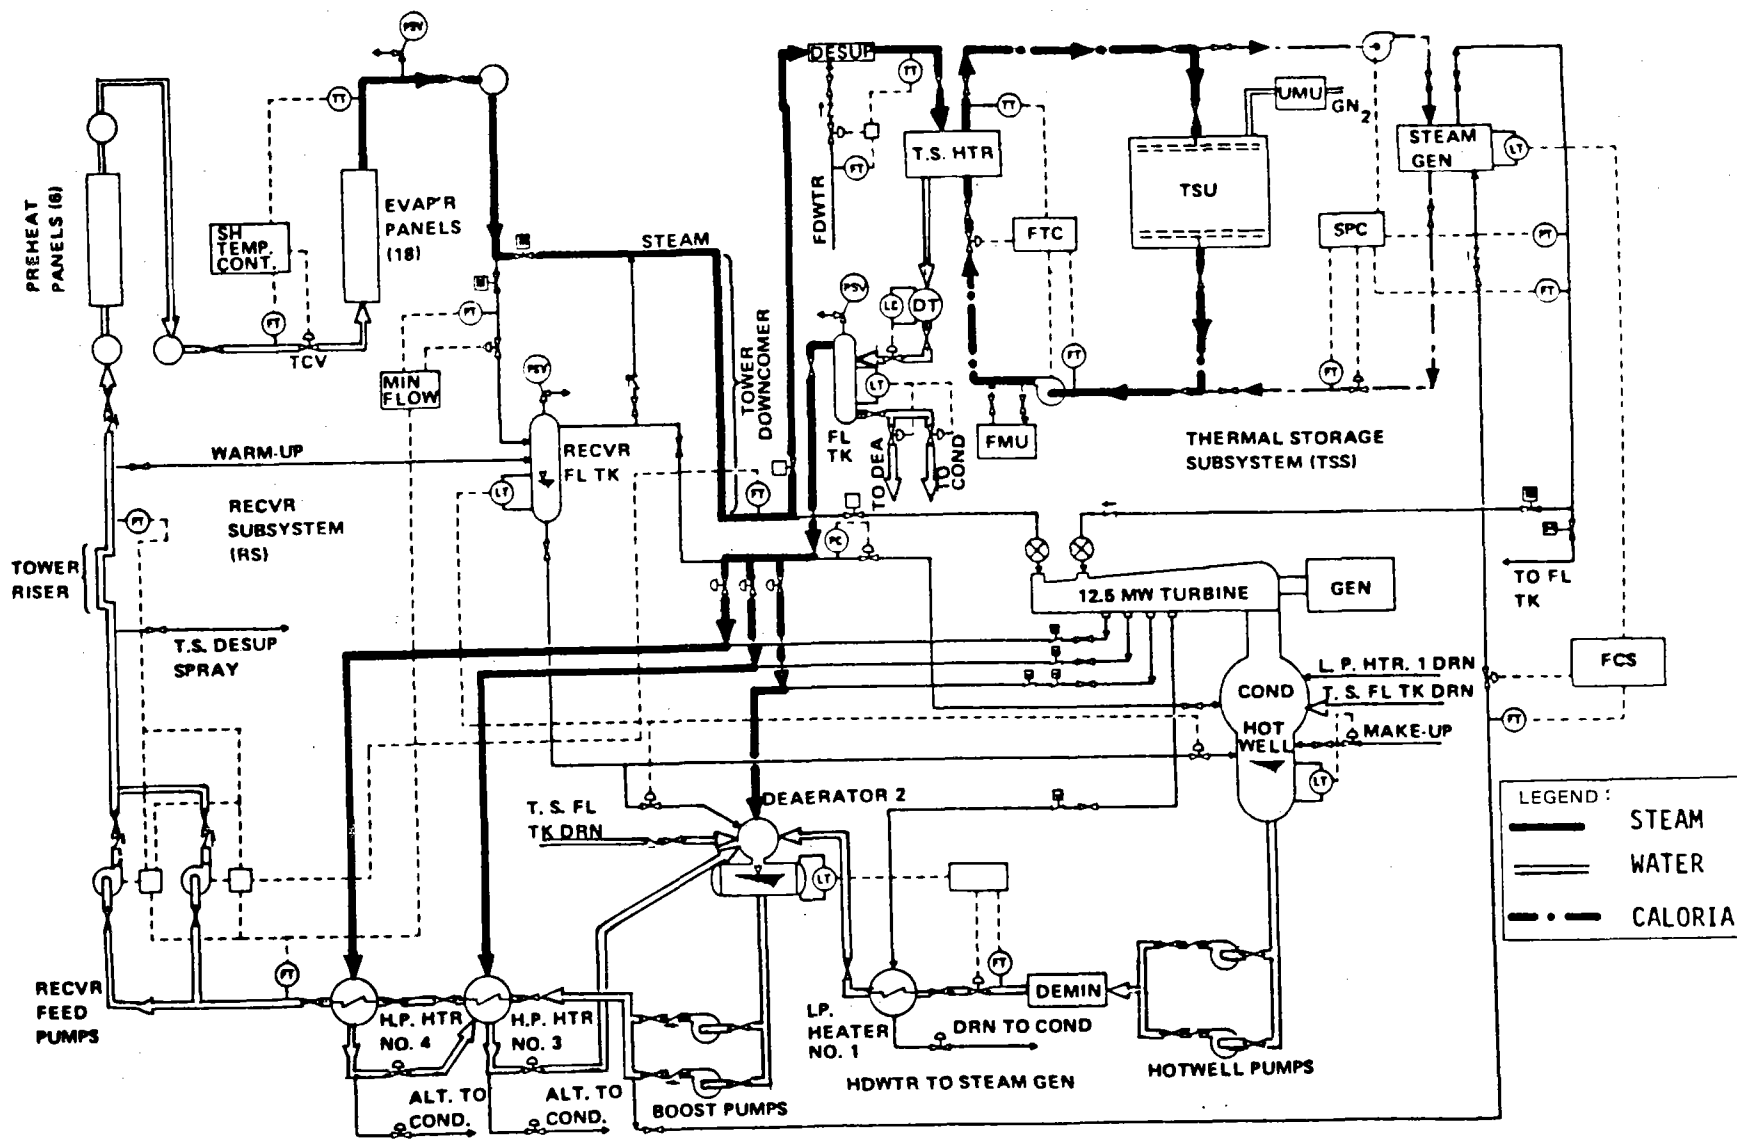 PSV
DESUP
TT
TT
UMU
GN2
TT
STEAM
GEN
LT
T.S. HTR
TSU
PREHEAT
PANELS (6)
EVAP'R
PANELS
(18)
SH
TEMP.
CONT.
FT
TCV
STEAM
FDWTR
FT
FTC
SPC
PT
FT
PSV
LC
DT
PT
MIN
FLOW
PSV
TOWER
DOWNCOMER
LT
FT
FT
FL
TK
TO DEA
TO
COND
FMU
THERMAL STORAGE
SUBSYSTEM (TSS)
WARM-UP
RECVR
FL TK
LT
FT
RECVR
SUBSYSTEM
(RS)
PT
PC
TOWER
RISER
12.5 MW TURBINE
GEN
TO FL
TK
T.S. DESUP
SPRAY
FCS
L. P. HTR. 1 DRN
T. S. FL TK DRN
COND
HOT
WELL
MAKE-UP
FT
LT
LEGEND:
STEAM
WATER
CALORIA
DEAERATOR 2
T. S. FL
TK DRN
LT
FT
FT
RECVR
FEED
PUMPS
H.P. HTR
NO. 4
H.P. HTR
NO. 3
LP.
HEATER
NO. 1
DEMIN
DRN TO COND
HOTWELL PUMPS
ALT. TO
COND.
ALT. TO
COND.
BOOST PUMPS
HDWTR TO STEAM GEN